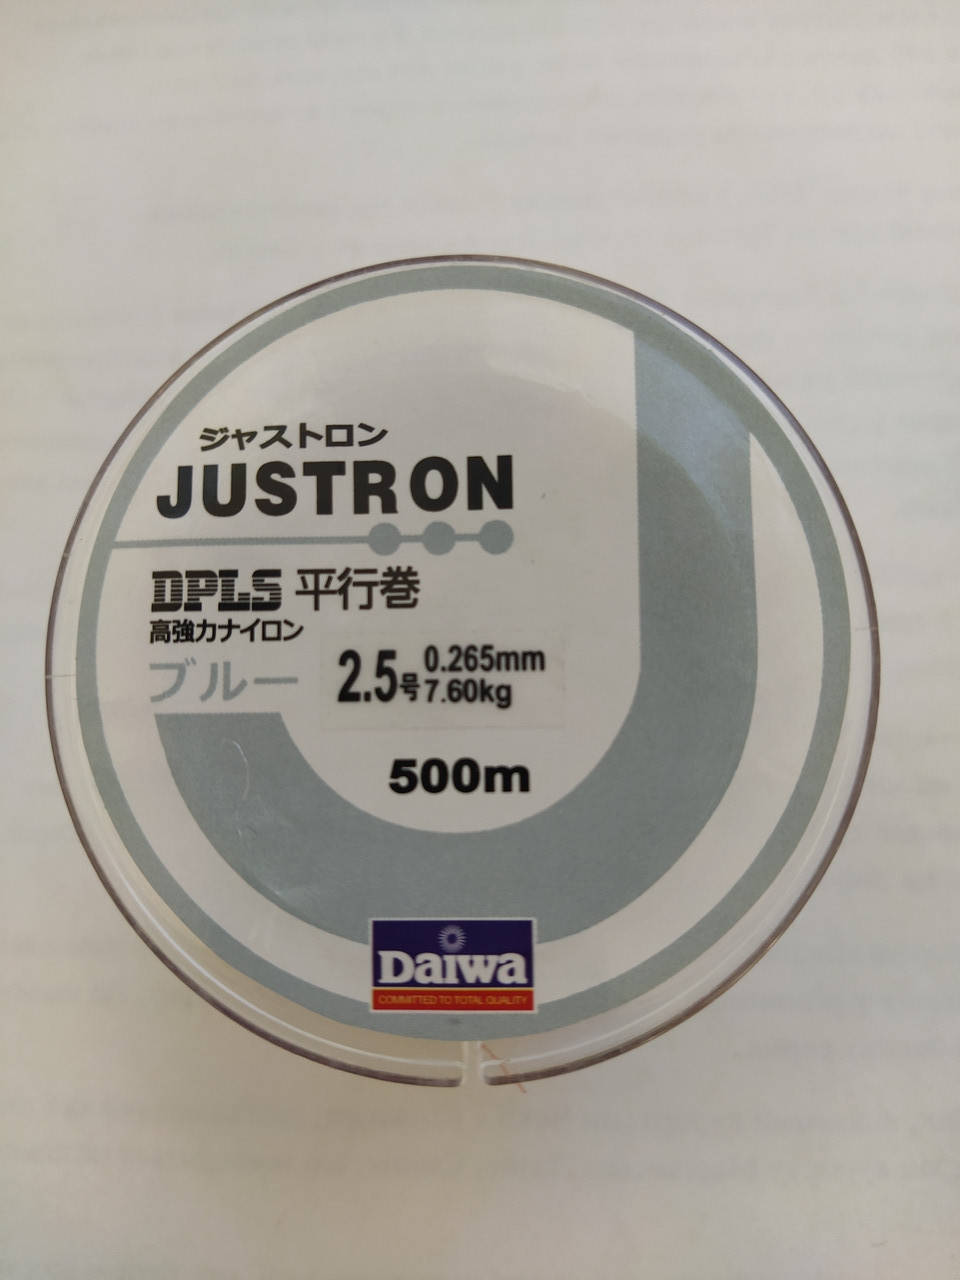 ジャストロン
JUSTRON
DPLS 平行巻
高強力ナイロン
ブルー
2.5号 0.265mm
7.60kg
500m
Daiwa
COMMITTED TO TOTAL QUALITY